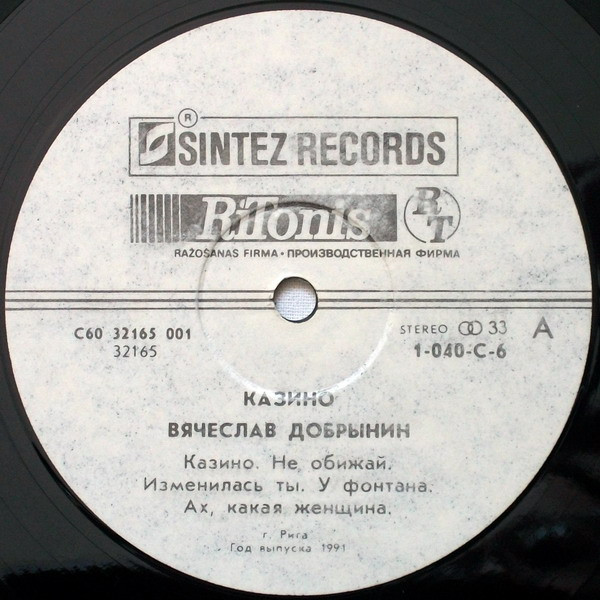 ®
SINTEZ RECORDS
RiTonis RT
RAŽOŠANAS FIRMA • ПРОИЗВОДСТВЕННАЯ ФИРМА
С60 32165 001
32165
STEREO 33 A
1-040-C-6
КАЗИНО
ВЯЧЕСЛАВ ДОБРЫНИН
Казино. Не обижай.
Изменилась ты. У фонтана.
Ах, какая женщина.
г. Рига
Год выпуска 1991